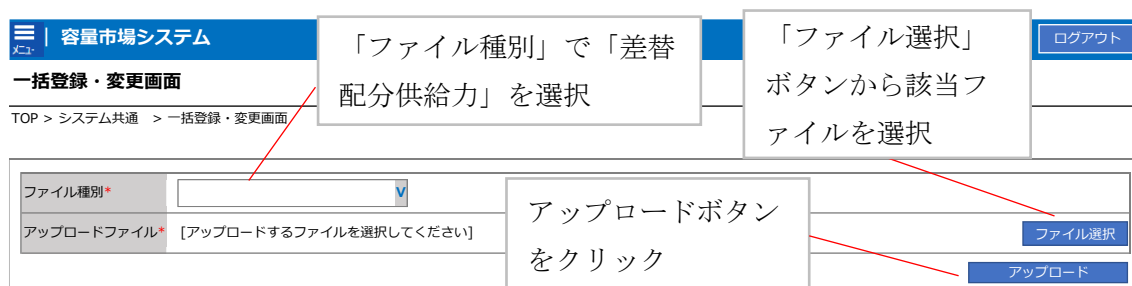 メニュー
容量市場システム
ログアウト
「ファイル種別」で「差替
配分供給力」を選択
「ファイル選択」
ボタンから該当フ
ァイルを選択
一括登録・変更画面
TOP > システム共通 > 一括登録・変更画面
ファイル種別*
V
アップロードファイル* [アップロードするファイルを選択してください]
ファイル選択
アップロードボタン
をクリック
アップロード